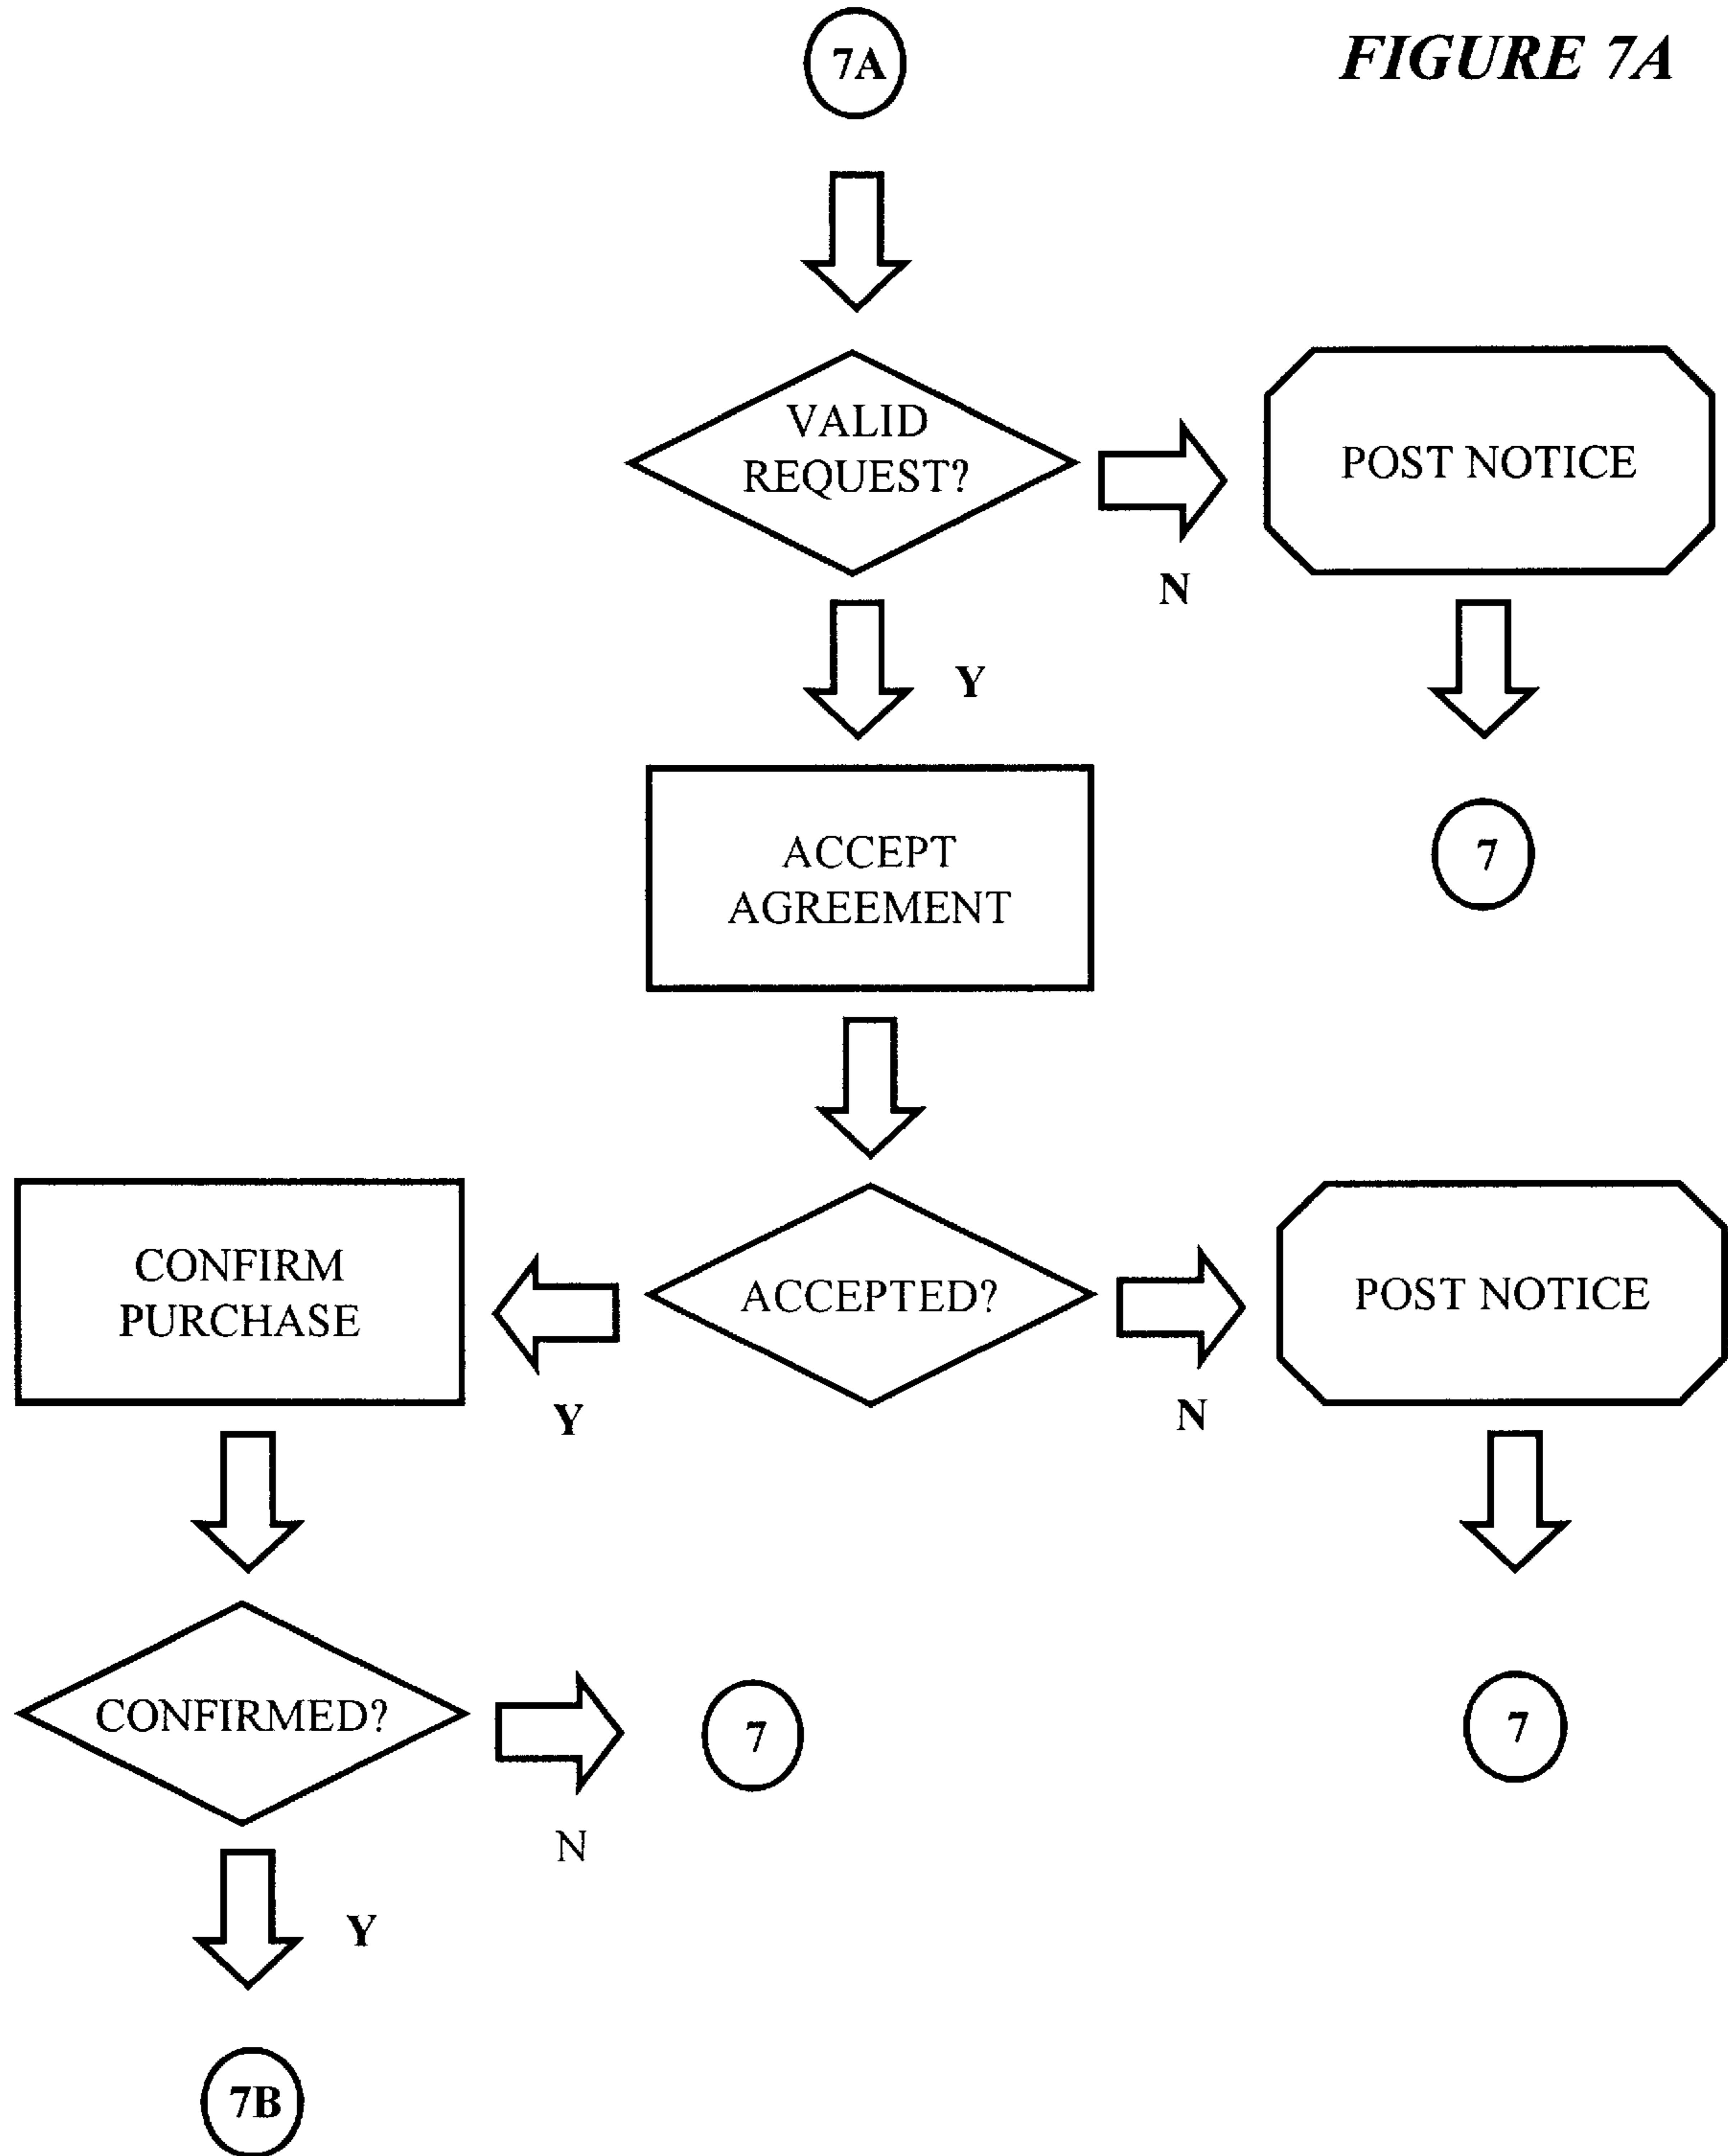 7A
FIGURE 7A
VALID
REQUEST?
POST NOTICE
N
Y
ACCEPT
AGREEMENT
7
CONFIRM
PURCHASE
ACCEPTED?
POST NOTICE
Y
N
CONFIRMED?
7
7
N
Y
7B